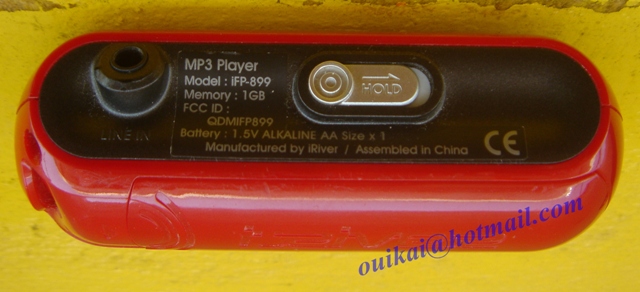 MP3 Player
Model : iFP-899
Memory : 1GB
FCC ID :
QDMIFP899
Battery : 1.5V ALKALINE AA Size x 1
Manufactured by iRiver / Assembled in China
HOLD
LINE IN
CE
ouikai@hotmail.com